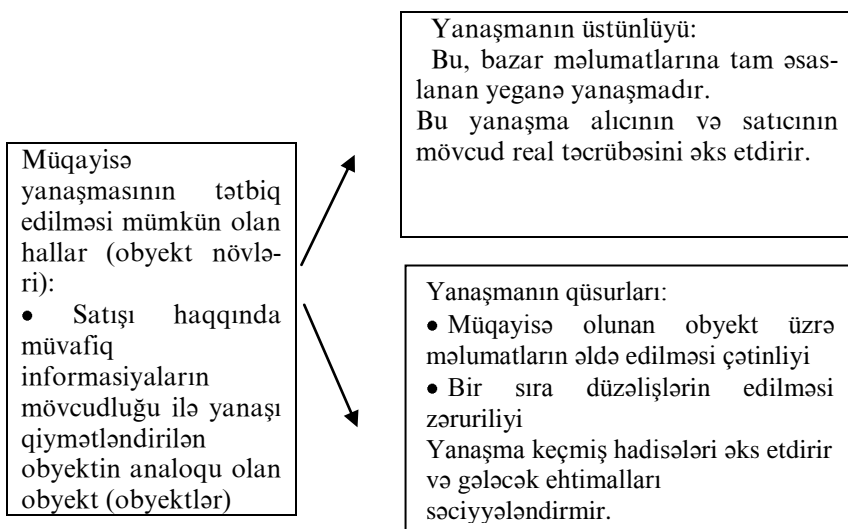 Müqayisə
yanaşmasının tətbiq
edilməsi mümkün olan
hallar (obyekt növlə-
ri):
• Satışı haqqında
müvafiq
informasiyaların
mövcudluğu ilə yanaşı
qiymətləndirilən
obyektin analoqu olan
obyekt (obyektlər)
Yanaşmanın üstünlüyü:
Bu, bazar məlumatlarına tam əsas-
lanan yeganə yanaşmadır.
Bu yanaşma alıcının və satıcının
mövcud real təcrübəsini əks etdirir.
Yanaşmanın qüsurları:
• Müqayisə olunan obyekt üzrə
məlumatların əldə edilməsi çətinliyi
• Bir sıra düzəlişlərin edilməsi
zəruriliyi
Yanaşma keçmiş hadisələri əks etdirir
və gələcək ehtimalları
səciyyələndirmir.